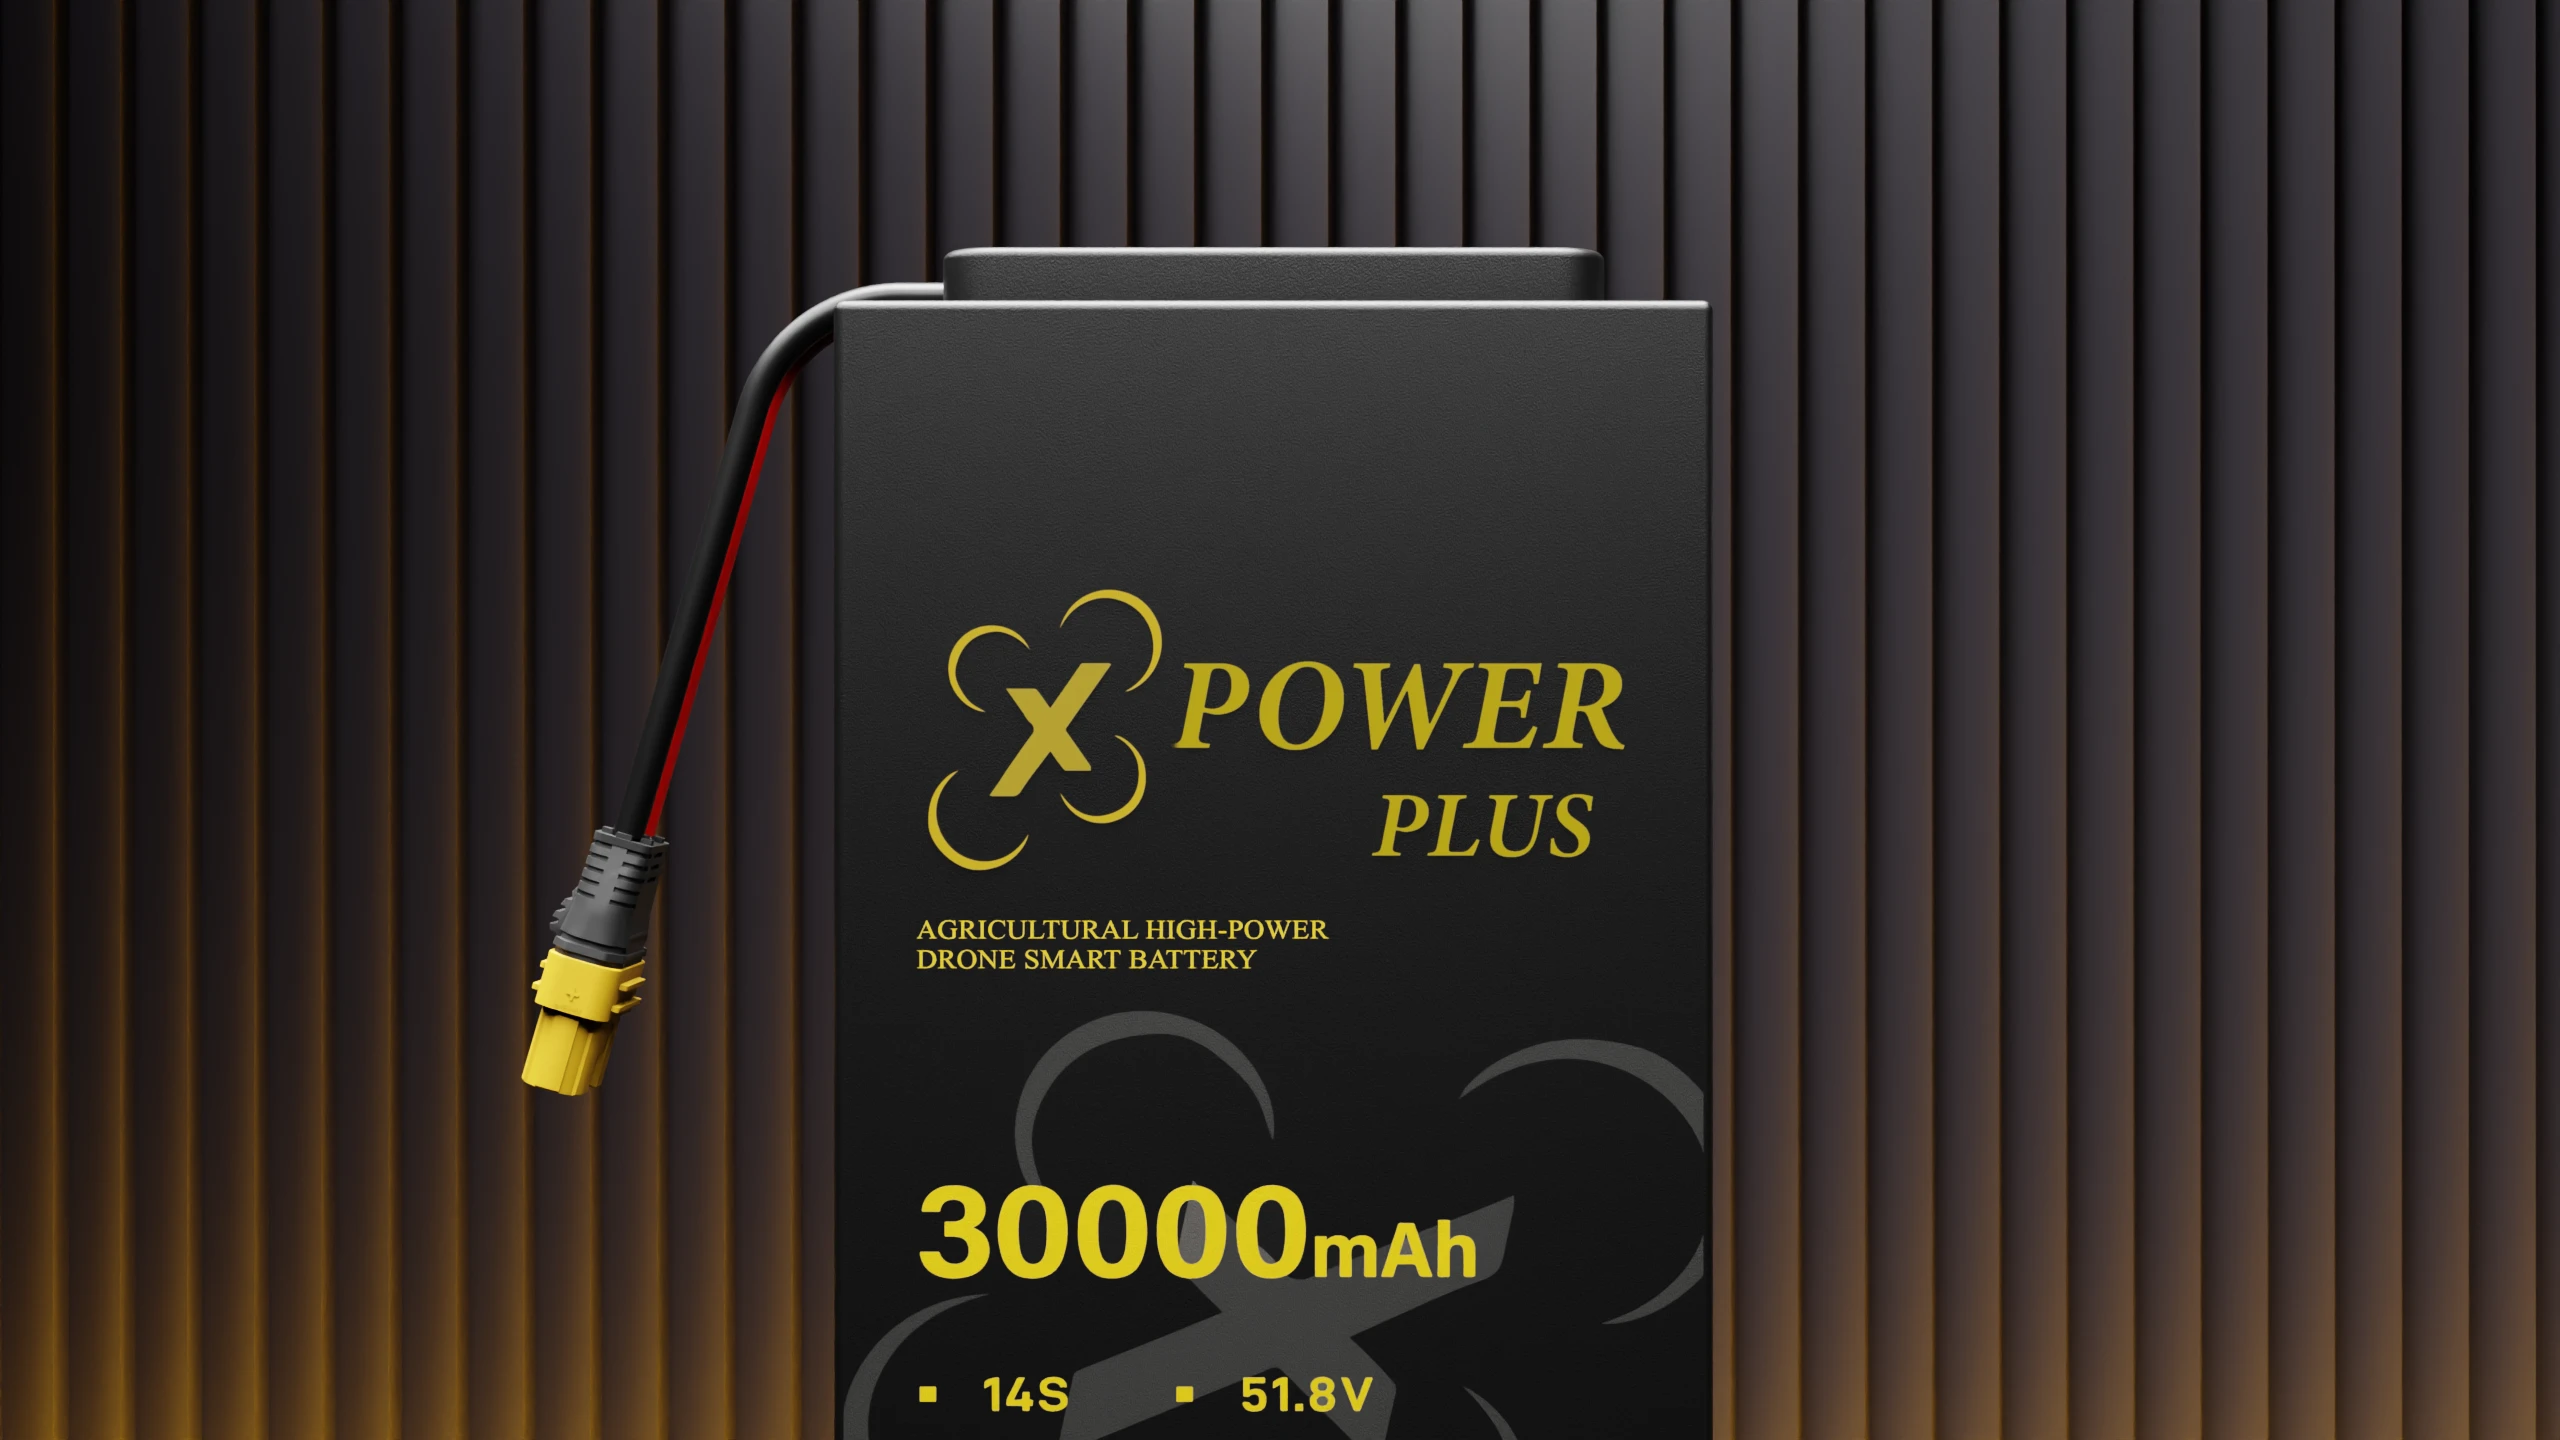 X POWER
PLUS
AGRICULTURAL HIGH-POWER
DRONE SMART BATTERY
30000mAh
▪ 14S ▪ 51.8V